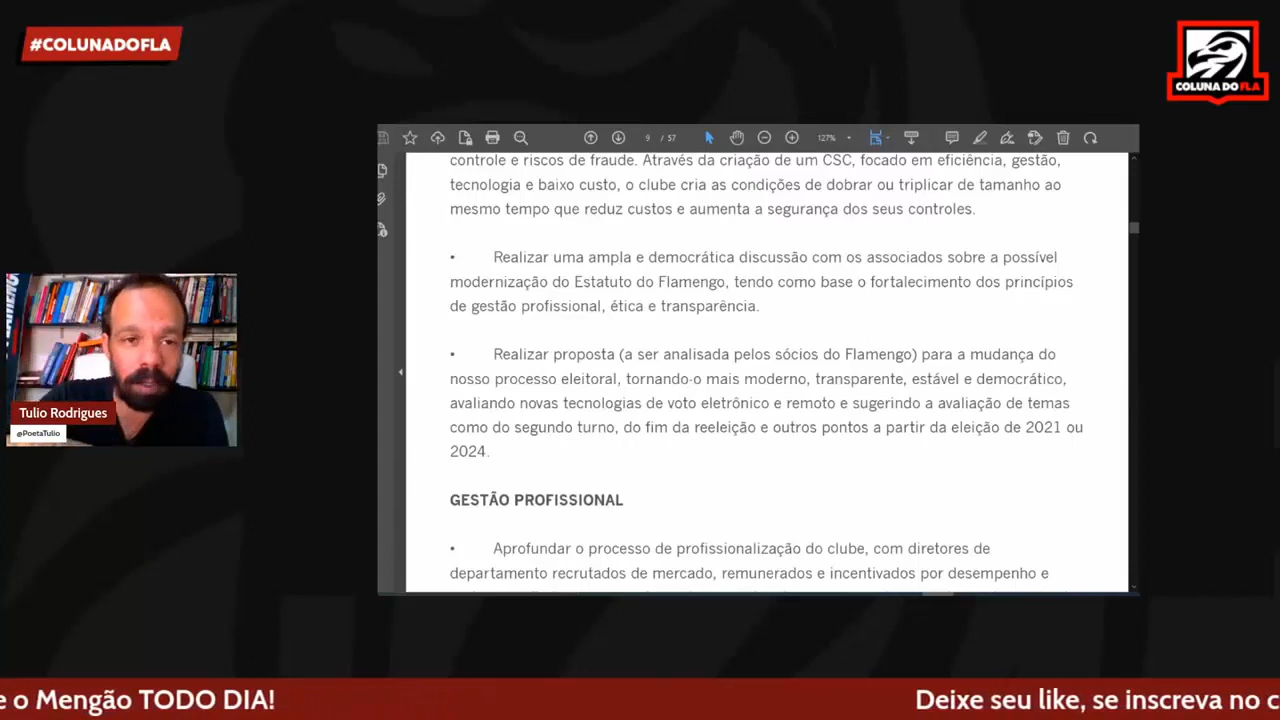 #COLUNADOFLA
COLUNA DO FLA
9 / 57
127%
controle e riscos de fraude. Através da criação de um CSC, focado em eficiência, gestão,
tecnologia e baixo custo, o clube cria as condições de dobrar ou triplicar de tamanho ao
mesmo tempo que reduz custos e aumenta a segurança dos seus controles.
• Realizar uma ampla e democrática discussão com os associados sobre a possível
modernização do Estatuto do Flamengo, tendo como base o fortalecimento dos princípios
de gestão profissional, ética e transparência.
• Realizar proposta (a ser analisada pelos sócios do Flamengo) para a mudança do
nosso processo eleitoral, tornando-o mais moderno, transparente, estável e democrático,
avaliando novas tecnologias de voto eletrônico e remoto e sugerindo a avaliação de temas
como do segundo turno, do fim da reeleição e outros pontos a partir da eleição de 2021 ou
2024.
GESTÃO PROFISSIONAL
• Aprofundar o processo de profissionalização do clube, com diretores de
departamento recrutados de mercado, remunerados e incentivados por desempenho e
Tulio Rodrigues
@PoetaTulio
e o Mengão TODO DIA!
Deixe seu like, se inscreva no c